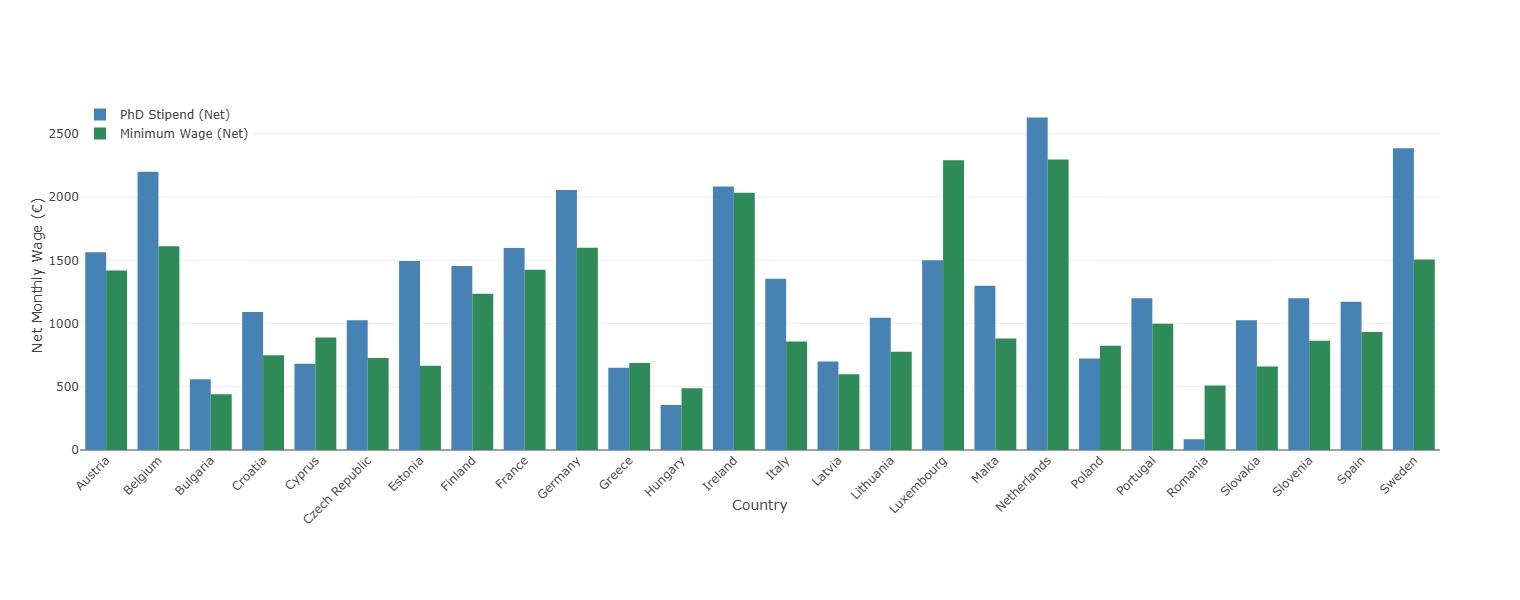 PhD Stipend (Net)
Minimum Wage (Net)
Net Monthly Wage (€)
2500
2000
1500
1000
500
0
Austria
Belgium
Bulgaria
Croatia
Cyprus
Czech Republic
Estonia
Finland
France
Germany
Greece
Hungary
Ireland
Italy
Latvia
Lithuania
Luxembourg
Malta
Netherlands
Poland
Portugal
Romania
Slovakia
Slovenia
Spain
Sweden
Country